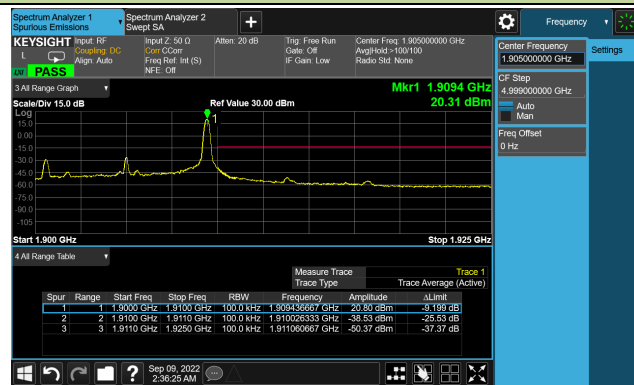 Spectrum Analyzer 1
Spurious Emissions
Spectrum Analyzer 2
Swept SA
Frequency
KEYSIGHT
L
PASS
Input: RF
Coupling: DC
Align: Auto
Input Z: 50 Ω
Corr CCorr
Freq Ref: Int (S)
NFE: Off
Atten: 20 dB
Trig: Free Run
Gate: Off
IF Gain: Low
Center Freq: 1.905000000 GHz
Avg|Hold:>100/100
Radio Std: None
Center Frequency
1.905000000 GHz
Settings
CF Step
4.999000000 GHz
Auto
Man
Freq Offset
0 Hz
3 All Range Graph
Mkr1 1.9094 GHz
20.31 dBm
Scale/Div 15.0 dB
Ref Value 30.00 dBm
Log
15.0
0.00
-15.0
-30.0
-45.0
-60.0
-75.0
-90.0
-105
1
Start 1.900 GHz
Stop 1.925 GHz
4 All Range Table
Measure Trace Trace 1
Trace Type Trace Average (Active)
Spur Range Start Freq Stop Freq RBW Frequency Amplitude ΔLimit
1 1 1.9000 GHz 1.9100 GHz 100.0 kHz 1.909436667 GHz 20.80 dBm -9.199 dB
2 2 1.9100 GHz 1.9110 GHz 100.0 kHz 1.910026333 GHz -38.53 dBm -25.53 dB
3 3 1.9110 GHz 1.9250 GHz 100.0 kHz 1.911060667 GHz -50.37 dBm -37.37 dB
Sep 09, 2022
2:36:25 AM